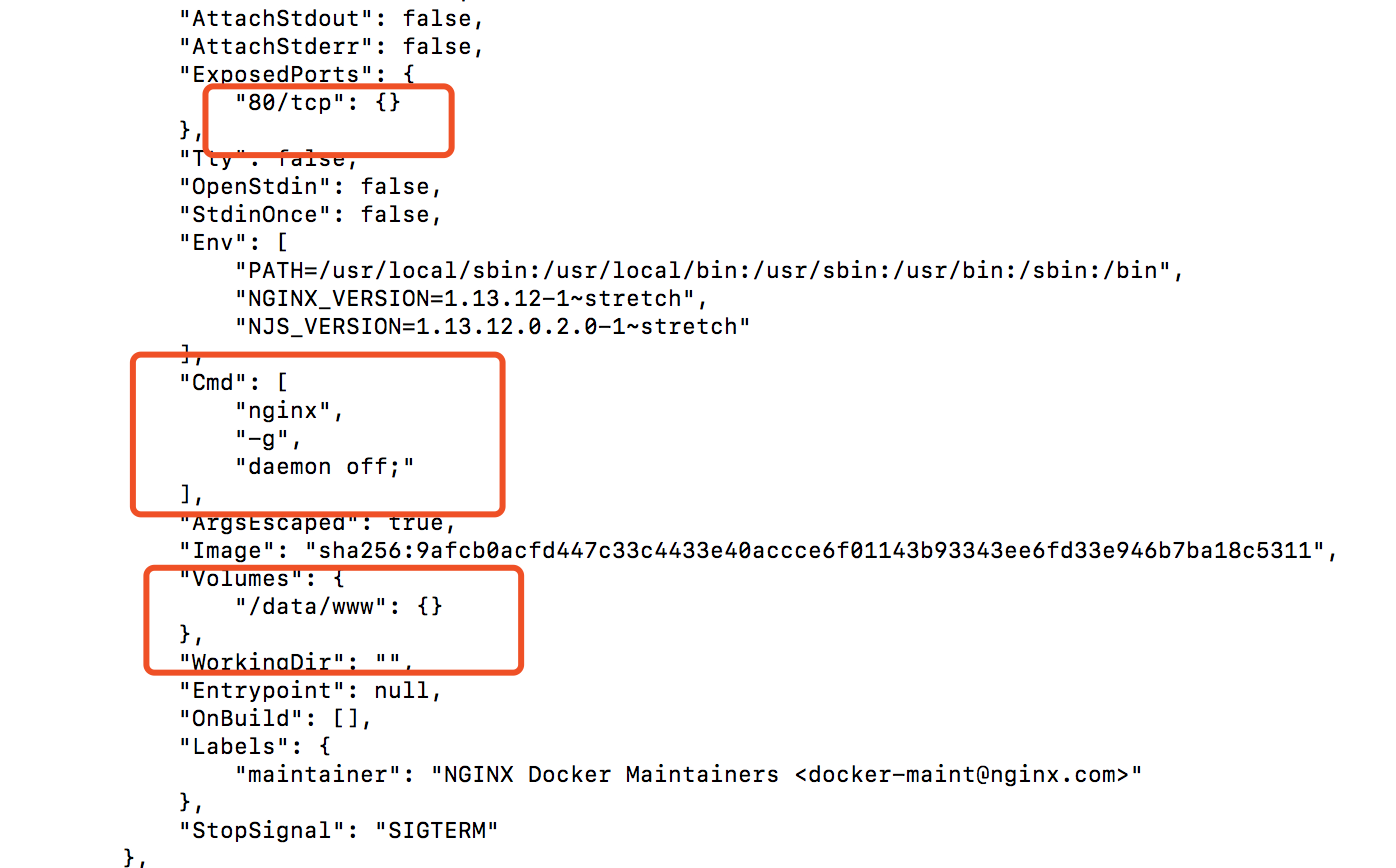 "AttachStdout": false,
"AttachStderr": false,
"ExposedPorts": {
"80/tcp": {}
},
"Tty": false,
"OpenStdin": false,
"StdinOnce": false,
"Env": [
"PATH=/usr/local/sbin:/usr/local/bin:/usr/sbin:/usr/bin:/sbin:/bin",
"NGINX_VERSION=1.13.12-1~stretch",
"NJS_VERSION=1.13.12.0.2.0-1~stretch"
],
"Cmd": [
"nginx",
"-g",
"daemon off;"
],
"ArgsEscaped": true,
"Image": "sha256:9afcb0acfd447c33c4433e40accce6f01143b93343ee6fd33e946b7ba18c5311",
"Volumes": {
"/data/www": {}
},
"WorkingDir": "",
"Entrypoint": null,
"OnBuild": [],
"Labels": {
"maintainer": "NGINX Docker Maintainers <docker-maint@nginx.com>"
},
"StopSignal": "SIGTERM"
},